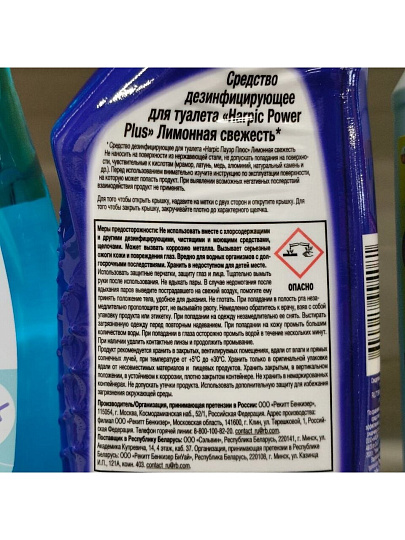 Средство
дезинфицирующее
для туалета «Harpic Power
Plus» Лимонная свежесть*
* Средство дезинфицирующее для туалета «Harpic Пауэр Плюс» Лимонная свежесть
Не наносить на поверхности из нержавеющей стали, не допускать попадания на поверхно-
сти, чувствительные к кислотам (мрамор, латунь, медь, алюминий, натуральный камень и
др.). Перед использованием внимательно изучите инструкцию по эксплуатации поверхности,
на которую может попасть продукт. При выявлении возможных негативных последствий
взаимодействия продукт не применять.
Для того чтобы открыть крышку, надавите на метки с двух сторон и открутите крышку. Для
того чтобы закрыть крышку, закручивайте плотно до характерного щелчка.
Меры предосторожности: Не использовать вместе с хлорсодержащими
и другими дезинфицирующими, чистящими и моющими средствами,
щелочами. Может вызывать коррозию металла. Вызывает серьезные
ожоги кожи и повреждения глаз. Вредно для водных организмов с дол-
госрочными последствиями. Хранить в недоступном для детей месте.
Использовать защитные перчатки, защиту глаз и лица. Тщательно вымыть
руки после использования. Не вдыхать пары. В случае недомогания после
вдыхания паров выведите пострадавшего на свежий воздух, помогите ему
принять положение тела, удобное для дыхания. Не глотать. При попадании в полость рта неза-
медлительно прополощите рот, не вызывайте рвоту. Немедленно обратитесь к врачу, взяв с собой
упаковку продукта или этикетку. При попадании на одежду незамедлительно ее снять. Выстирать
загрязненную одежду перед повторным надеванием. При попадании на кожу промыть большим
количеством воды. При попадании в глаза осторожно промыть водой в течение нескольких минут.
При наличии удалить контактные линзы и продолжить промывание.
ОПАСНО
Продукт рекомендуется хранить в закрытых, вентилируемых помещениях, вдали от влаги и прямых
солнечных лучей, при температуре от +5°С до +30°С. Хранить только в оригинальной упаковке
вдали от несовместимых материалов и пищевых продуктов. Хранить закрытым, в вертикальном
положении, в устойчивом к коррозии, плотно закрытом контейнере. Хранить в немаркированных
контейнерах. Не допускать утечки продукта. Использовать дополнительную защиту для избежания
загрязнения окружающей среды.
Производитель/Организация, принимающая претензии в России: ООО «Рекитт Бенкизер»,
115054, г. Москва, Космодамианская наб., 52/1, Российская Федерация. Адрес производства:
филиал ООО «Рекитт Бенкизер», Московская область, 141600, г. Клин, ул. Терешковой, 1, Россий-
ская Федерация. Телефон горячей линии: 8-800-100-82-20. contact_ru@rb.com.
Поставщик в Республику Беларусь: ООО «Сальвин», Республика Беларусь, 220141, г. Минск, ул.
Академика Купревича, 14, 4 этаж, каб. 37. Организация, принимающая претензии в Республике
Беларусь: ООО «Рекитт Бенкизер БиУай», Республика Беларусь, 220108, г. Минск, ул. Казинца
И.П., 121А, комн. 403. contact_ru@rb.com